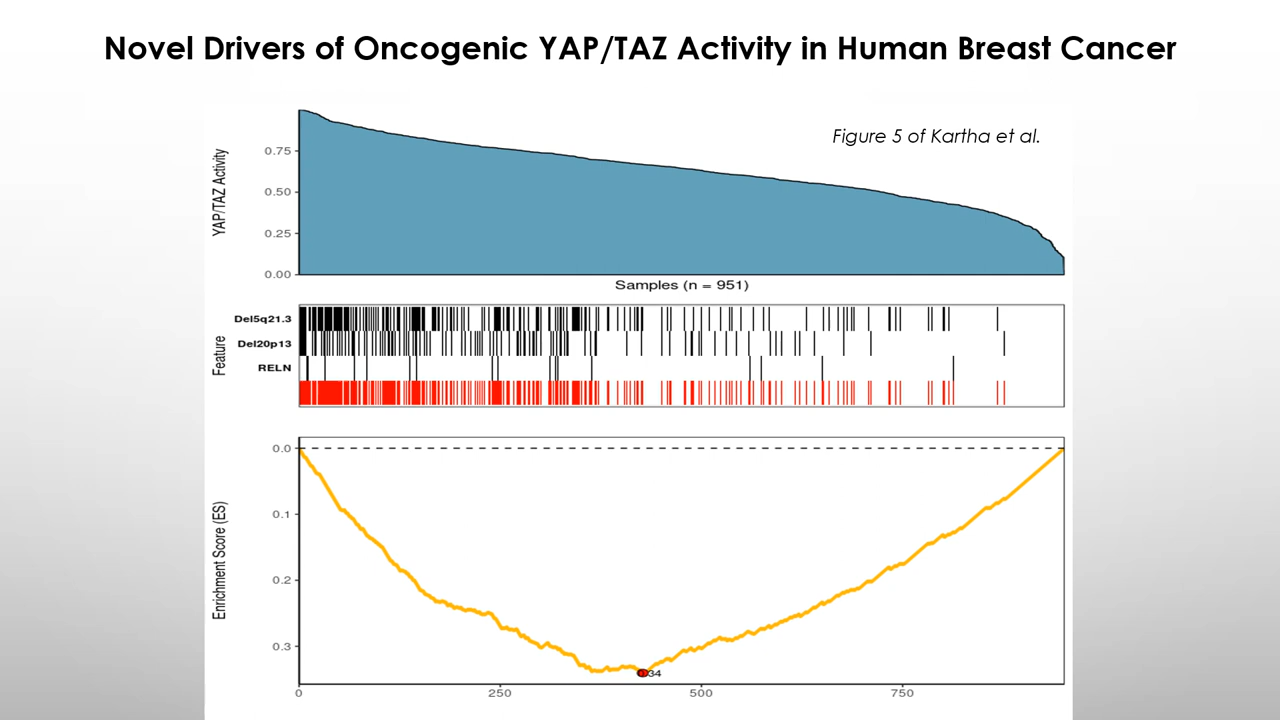 Novel Drivers of Oncogenic YAP/TAZ Activity in Human Breast Cancer
Figure 5 of Kartha et al.
YAP/TAZ Activity
0.75
0.50
0.25
0.00
Samples (n = 951)
Feature
Del5q21.3
Del20p13
RELN
Enrichment Score (ES)
0.0
0.1
0.2
0.3
0.34
0
250
500
750